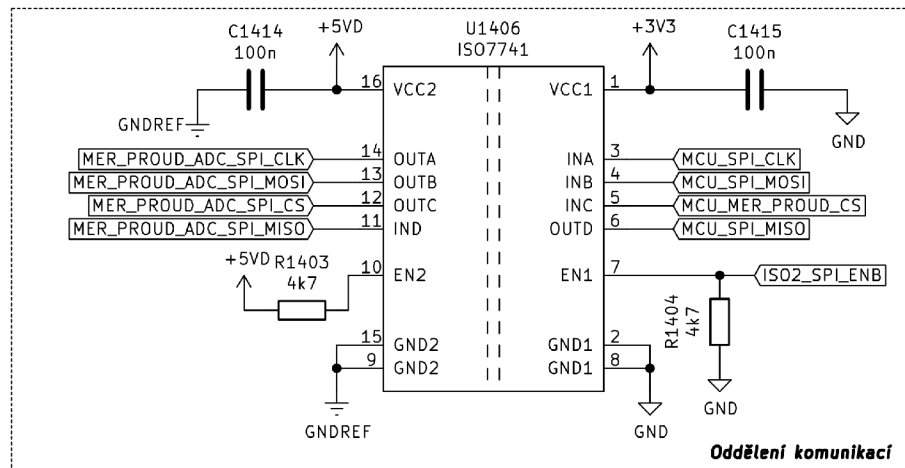 C1414
100n
+5VD
U1406
ISO7741
+3V3
C1415
100n
GNDREF
16 VCC2
VCC1 1
GND
MER_PROUD_ADC_SPI_CLK 14 OUTA
INA 3 MCU_SPI_CLK
MER_PROUD_ADC_SPI_MOSI 13 OUTB
INB 4 MCU_SPI_MOSI
MER_PROUD_ADC_SPI_CS 12 OUTC
INC 5 MCU_MER_PROUD_CS
MER_PROUD_ADC_SPI_MISO 11 IND
OUTD 6 MCU_SPI_MISO
+5VD R1403
4k7
10 EN2
EN1 7 ISO2_SPI_ENB
R1404
4k7
15 GND2
GND1 2
9 GND2
GND1 8
GNDREF
GND
GND
Oddělení komunikací